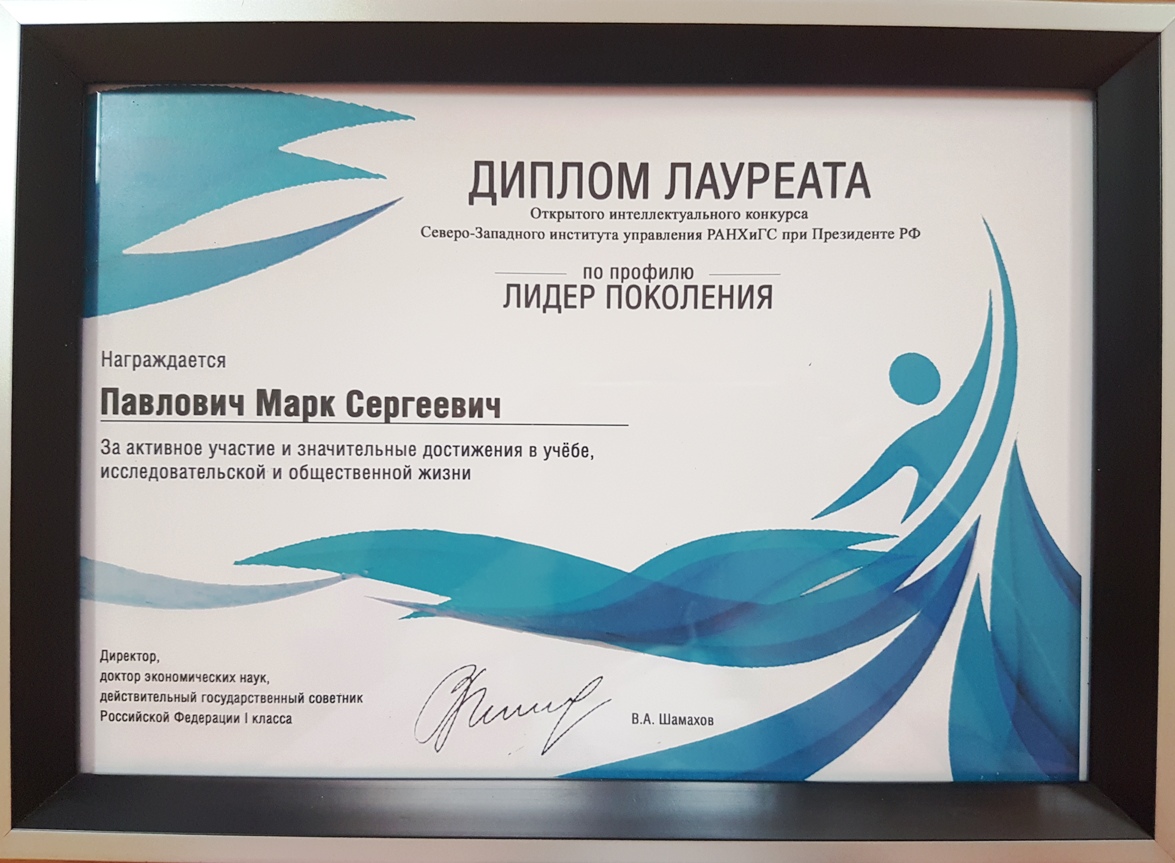 ДИПЛОМ ЛАУРЕАТА
Открытого интеллектуального конкурса
Северо-Западного института управления РАНХиГС при Президенте РФ
по профилю
ЛИДЕР ПОКОЛЕНИЯ
Награждается
Павлович Марк Сергеевич
За активное участие и значительные достижения в учёбе,
исследовательской и общественной жизни
Директор,
доктор экономических наук,
действительный государственный советник
Российской Федерации I класса
В.А. Шамахов